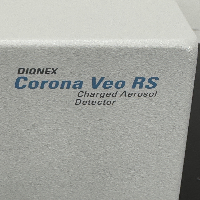 DIONEX
Corona Veo RS
Charged Aerosol
Detector